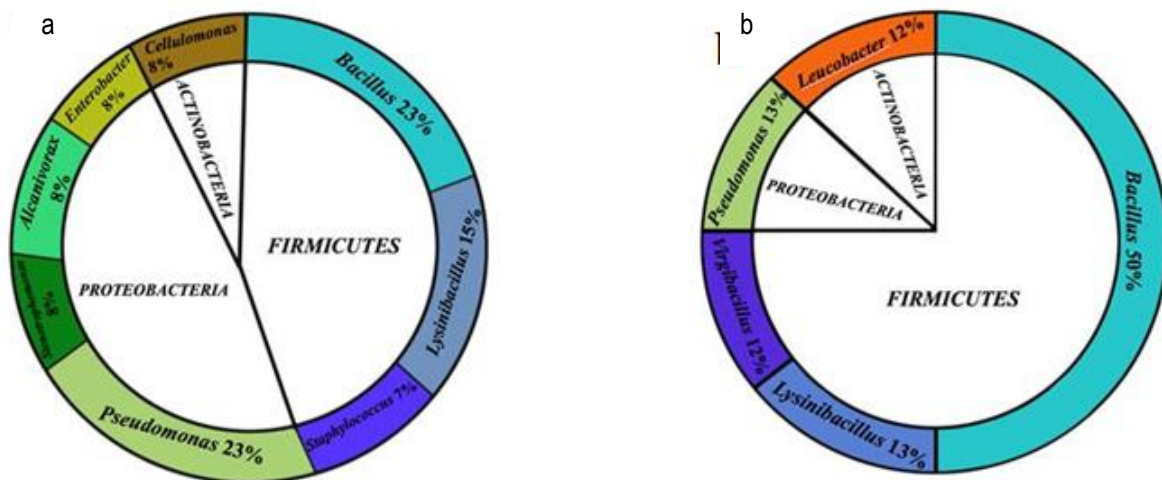 a
Cellulomonas
8%
Bacillus 23%
Lysinibacillus 15%
Staphylococcus 7%
Pseudomonas 23%
8%
Alcanivorax
8%
Enterobacter
8%
ACTINOBACTERIA
FIRMICUTES
PROTEOBACTERIA
b
Leucobacter 12%
Bacillus 50%
Lysinibacillus 13%
Virgibacillus 12%
Pseudomonas 13%
ACTINOBACTERIA
PROTEOBACTERIA
FIRMICUTES